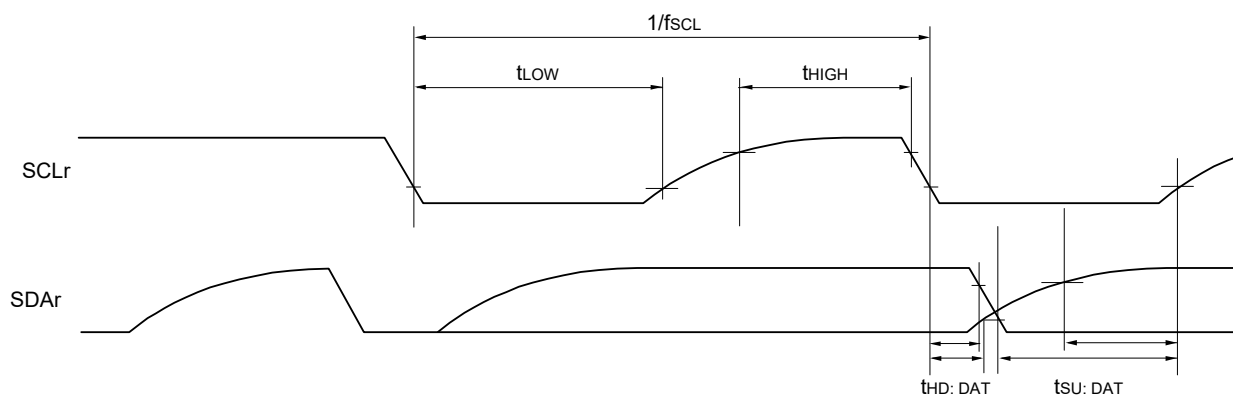 1/fSCL
tLOW
tHIGH
SCLr
SDAr
tHD: DAT
tSU: DAT